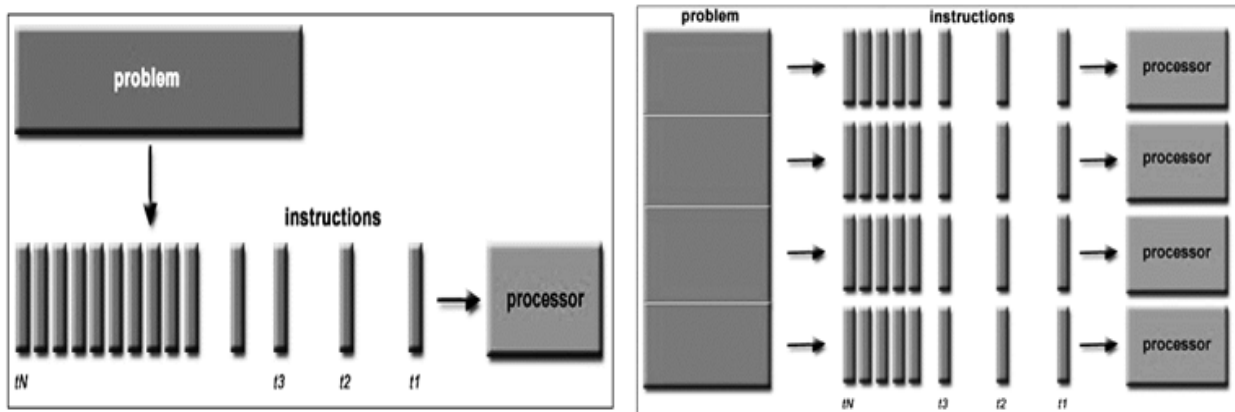 problem
instructions
processor
tN t3 t2 t1
problem instructions
processor
processor
processor
processor
tN t3 t2 t1